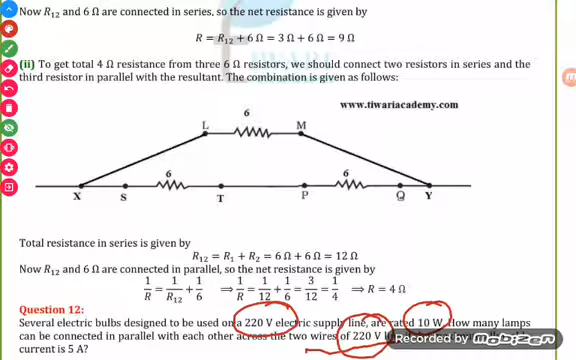 Now R₁₂ and 6 Ω are connected in series, so the net resistance is given by
R = R₁₂ + 6 Ω = 3 Ω + 6 Ω = 9 Ω
(ii) To get total 4 Ω resistance from three 6 Ω resistors, we should connect two resistors in series and
the third resistor in parallel with the resultant. The combination is given as follows:
www.tiwariacademy.com
6
L M
6 6
X S T P Q Y
Total resistance in series is given by
R₁₂ = R₁ + R₂ = 6 Ω + 6 Ω = 12 Ω
Now R₁₂ and 6 Ω are connected in parallel, so the net resistance is given by
1/R = 1/R₁₂ + 1/6 ⟹ 1/R = 1/12 + 1/6 = 3/12 = 1/4 ⟹ R = 4 Ω
Question 12:
Several electric bulbs designed to be used on a 220 V electric supply line, are rated 10 W. How many lamps
can be connected in parallel with each other across the two wires of 220 V
current is 5 A?
RECORDED WITH
mobizen